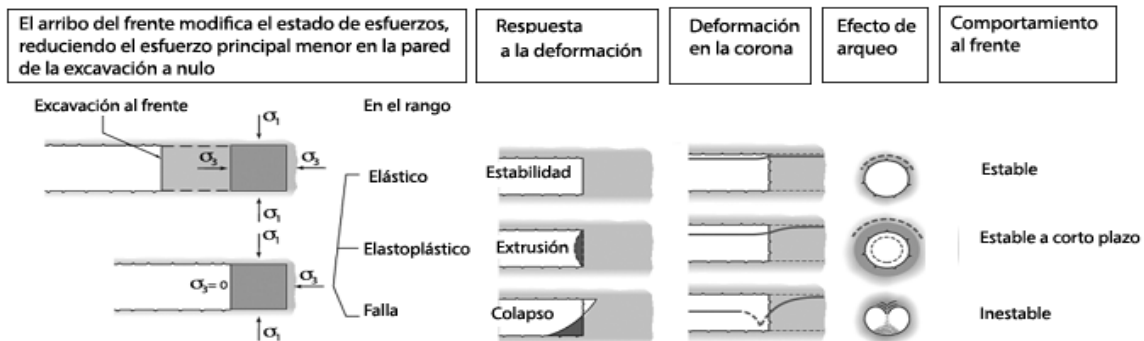 El arribo del frente modifica el estado de esfuerzos,
reduciendo el esfuerzo principal menor en la pared
de la excavación a nulo
Respuesta
a la deformación
Deformación
en la corona
Efecto de
arqueo
Comportamiento
al frente
Excavación al frente
En el rango
σ₁
σ₃
σ₃
σ₁
σ₁
σ₃= 0
σ₃
σ₁
Elástico
Elastoplástico
Falla
Estabilidad
Extrusión
Colapso
Estable
Estable a corto plazo
Inestable